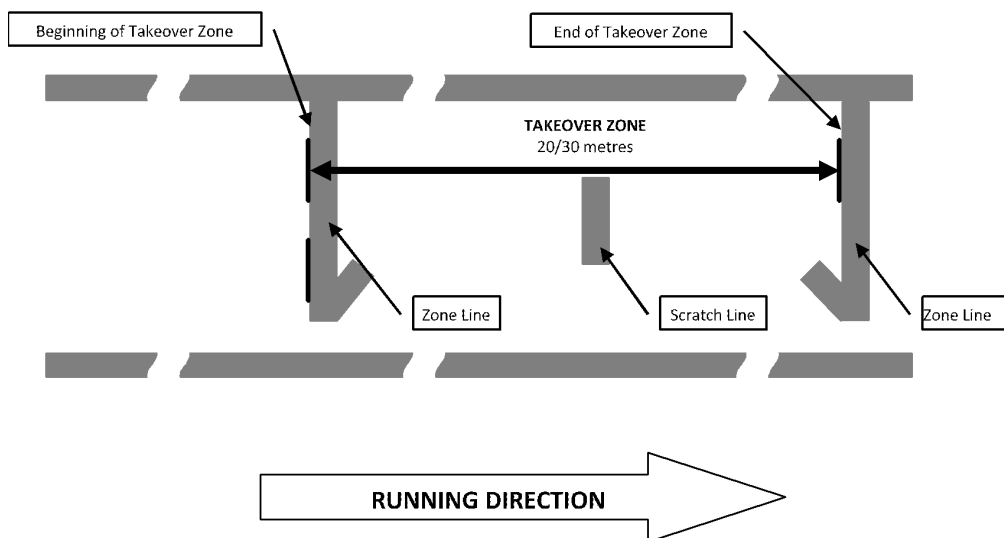 Beginning of Takeover Zone
End of Takeover Zone
TAKEOVER ZONE
20/30 metres
Zone Line
Scratch Line
Zone Line
RUNNING DIRECTION